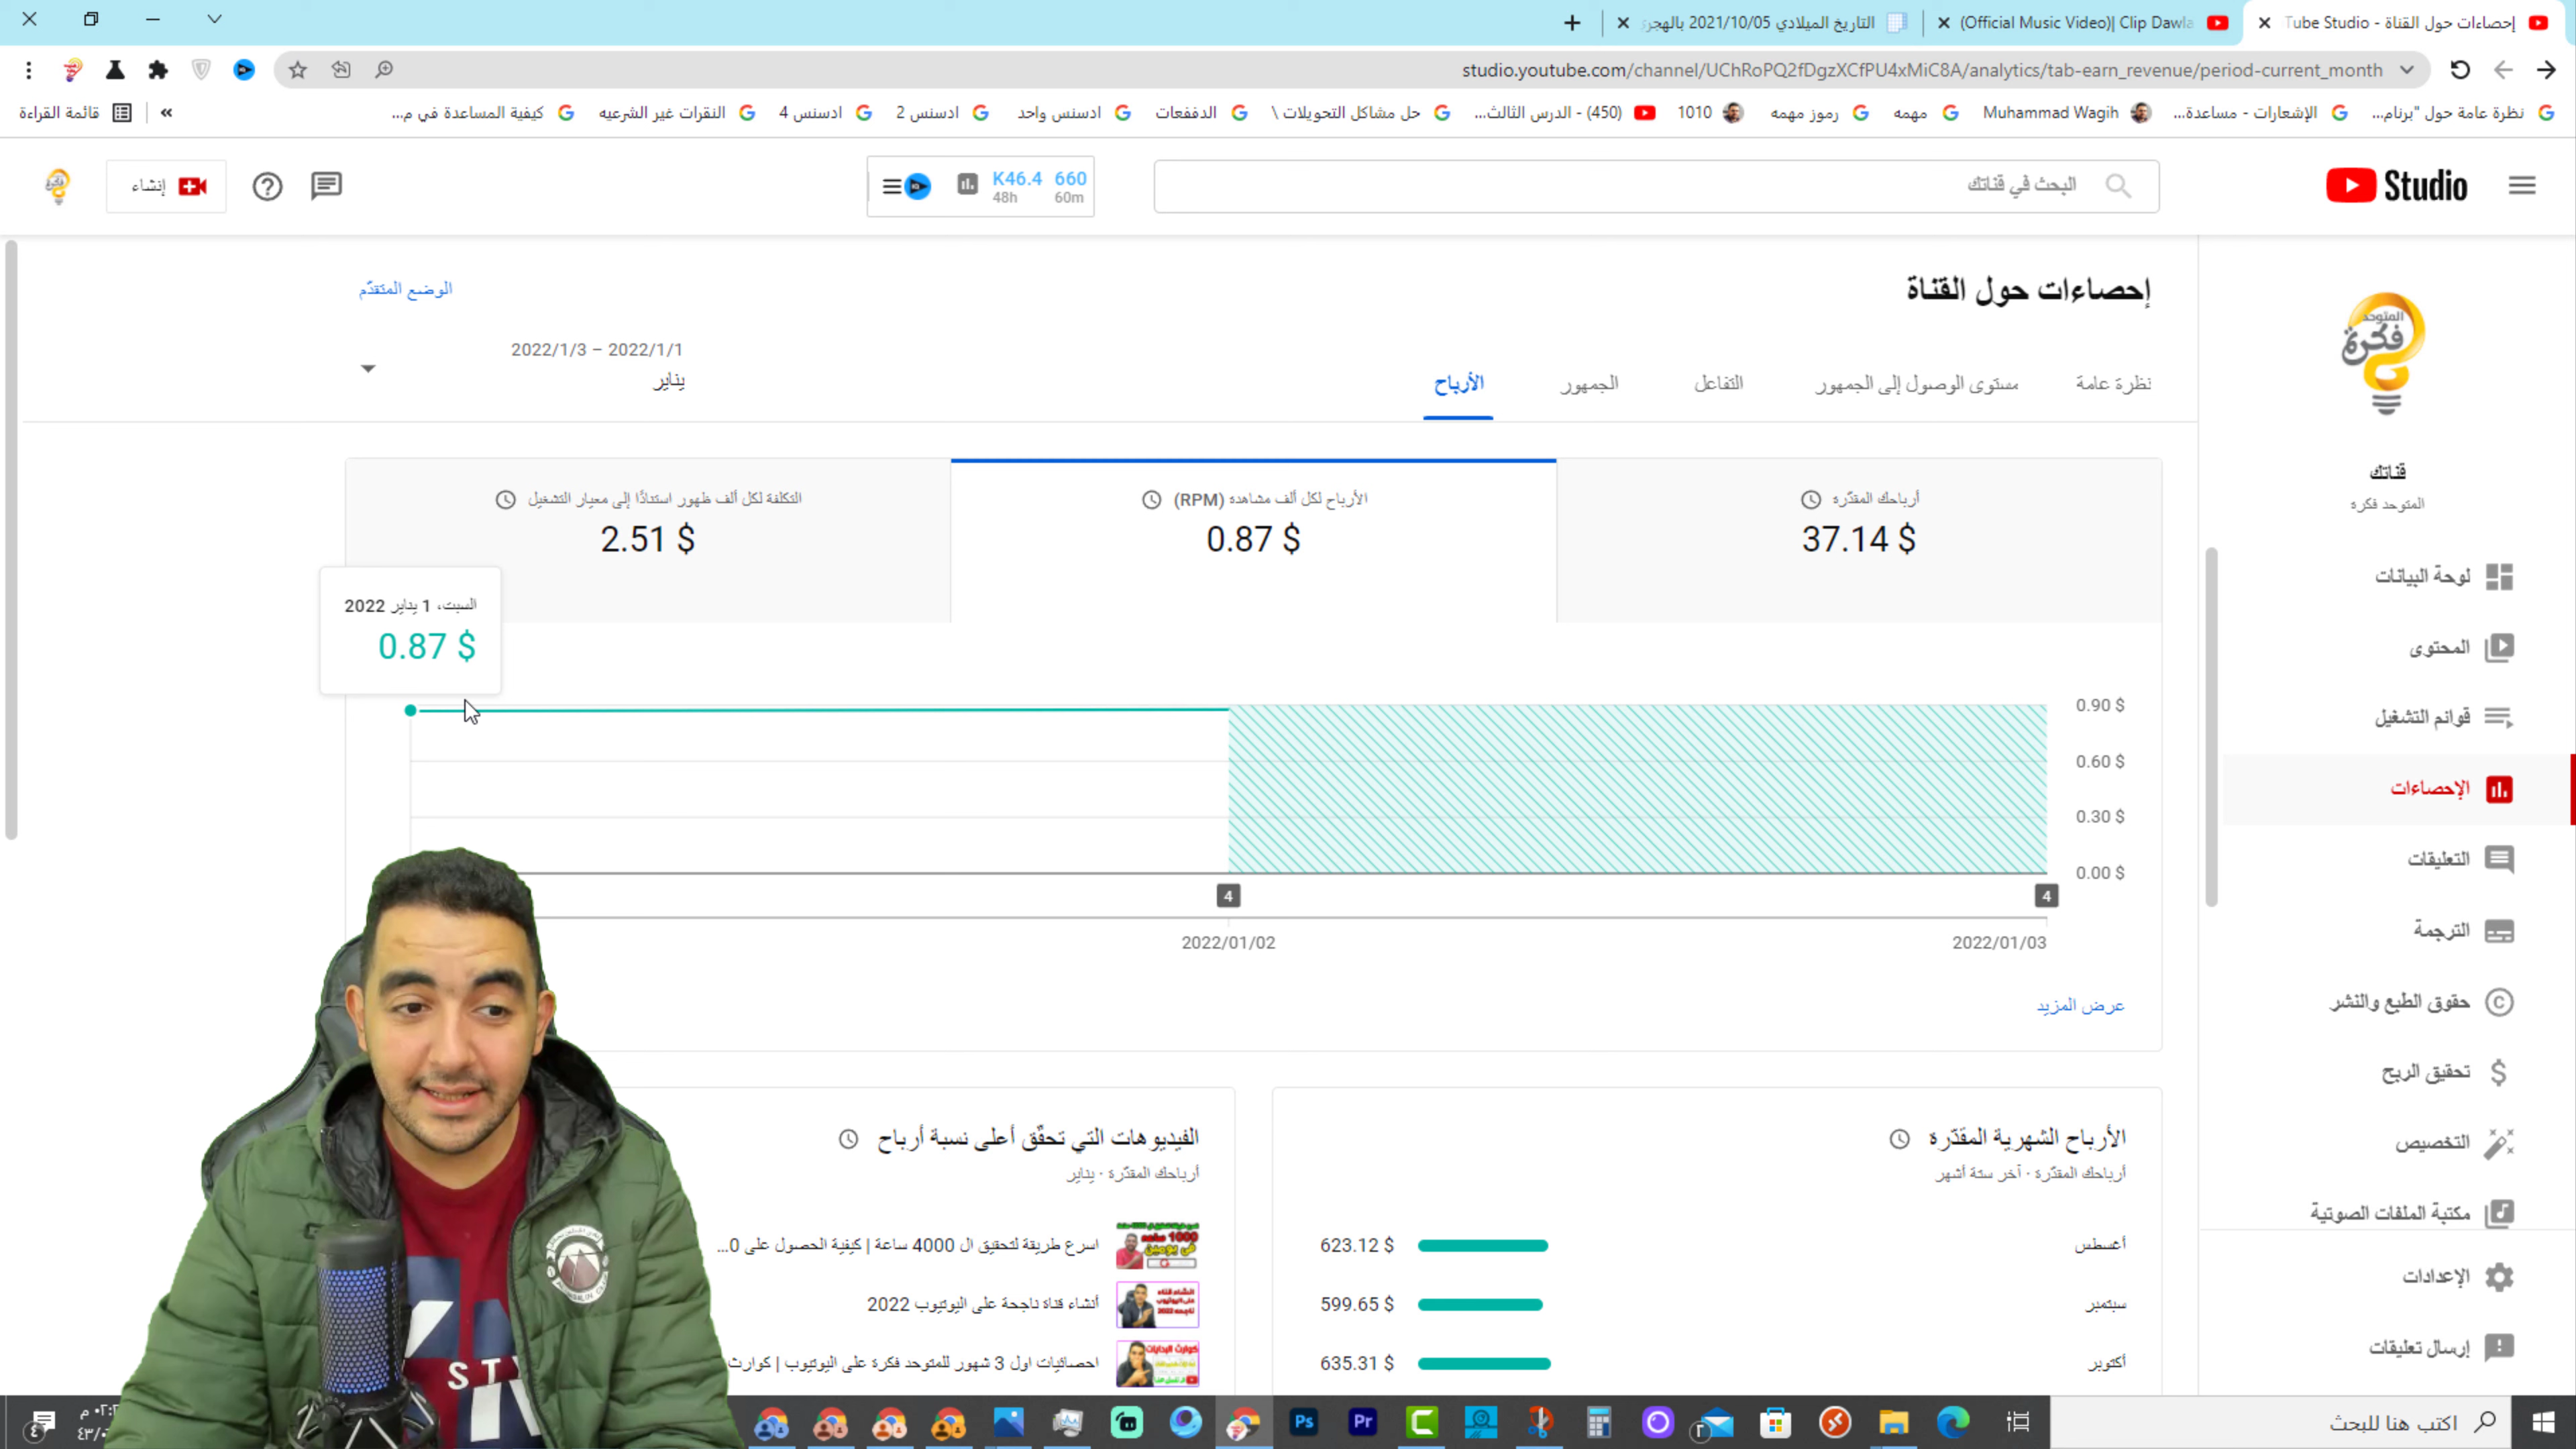 إحصاءات حول القناة - Tube Studio
(Official Music Video)| Clip Dawla
التاريخ الميلادي 2021/10/05 بالهجري
studio.youtube.com/channel/UChRoPQ2fDgzXCfPU4xMiC8A/analytics/tab-earn_revenue/period-current_month
نظرة عامة حول "برنام...
الإشعارات - مساعدة...
Muhammad Wagih
مهمه
رموز مهمه
1010
(450) - الدرس الثالث...
حل مشاكل التحويلات \
الدفعات
ادسنس واحد
ادسنس 2
ادسنس 4
النقرات غير الشرعيه
كيفية المساعدة في م...
«
قائمة القراءة
Studio
البحث في قناتك
660 K46.4
60m 48h
إنشاء
إحصاءات حول القناة
الوضع المتقدّم
2022/1/3 – 2022/1/1
يناير
نظرة عامة
مستوى الوصول إلى الجمهور
التفاعل
الجمهور
الأرباح
أرباحك المقدّرة
37.14 $
الأرباح لكل ألف مشاهدة (RPM)
0.87 $
التكلفة لكل ألف ظهور استنادًا إلى معيار التشغيل
2.51 $
السبت، 1 يناير 2022
0.87 $
0.90 $
0.60 $
0.30 $
0.00 $
4
4
2022/01/02
2022/01/03
عرض المزيد
الأرباح الشهرية المقدّرة
أرباحك المقدّرة · آخر ستة أشهر
أغسطس
623.12 $
سبتمبر
599.65 $
أكتوبر
635.31 $
الفيديوهات التي تحقّق أعلى نسبة أرباح
أرباحك المقدّرة · يناير
اسرع طريقة لتحقيق ال 4000 ساعة | كيفية الحصول على 0...
أنشاء قناة ناجحة على اليوتيوب 2022
احصائيات اول 3 شهور للمتوحد فكرة على اليوتيوب | كوارث
المتوحد
فكرة
قناتك
المتوحد فكرة
لوحة البيانات
المحتوى
قوائم التشغيل
الإحصاءات
التعليقات
الترجمة
حقوق الطبع والنشر
تحقيق الربح
التخصيص
مكتبة الملفات الصوتية
الإعدادات
إرسال تعليقات
اكتب هنا للبحث
Ps
Pr